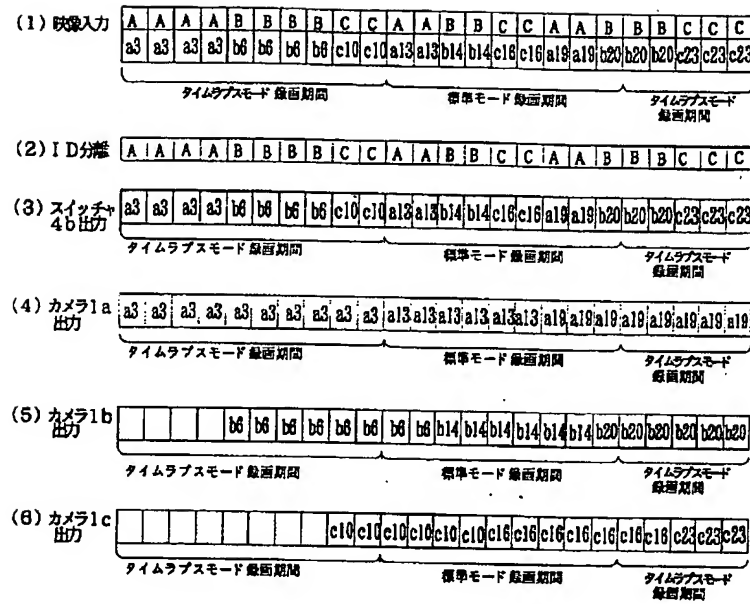 (1) 映像入力
A A A A B B B B C C A A B B C C A A B B B C C C
a3 a3 a3 a3 b6 b6 b6 b6 c10 c10 a13 a13 b14 b14 c16 c16 a19 a19 b20 b20 b20 c23 c23 c23
タイムラプスモード 録画期間 標準モード 録画期間 タイムラプスモード
録画期間
(2) ID分離 A A A A B B B B C C A A B B C C A A B B B C C C
(3) スイッチャ a3 a3 a3 a3 b6 b6 b6 b6 c10 c10 a13 a13 b14 b14 c16 c16 a19 a19 b20 b20 b20 c23 c23 c23
4b出力
タイムラプスモード 録画期間 標準モード 録画期間 タイムラプスモード
録画期間
(4) カメラ1a a3 a3 a3 a3 a3 a3 a3 a3 a3 a3 a13 a13 a13 a13 a13 a13 a19 a19 a19 a19 a19 a19 a19 a19
出力
タイムラプスモード 録画期間 標準モード 録画期間 タイムラプスモード
録画期間
(5) カメラ1b b6 b6 b6 b6 b6 b6 b6 b6 b14 b14 b14 b14 b14 b14 b20 b20 b20 b20 b20 b20
出力
タイムラプスモード 録画期間 標準モード 録画期間 タイムラプスモード
録画期間
(6) カメラ1c c10 c10 c10 c10 c10 c10 c16 c16 c16 c16 c16 c16 c16 c23 c23 c23
出力
タイムラプスモード 録画期間 標準モード 録画期間 タイムラプスモード
録画期間